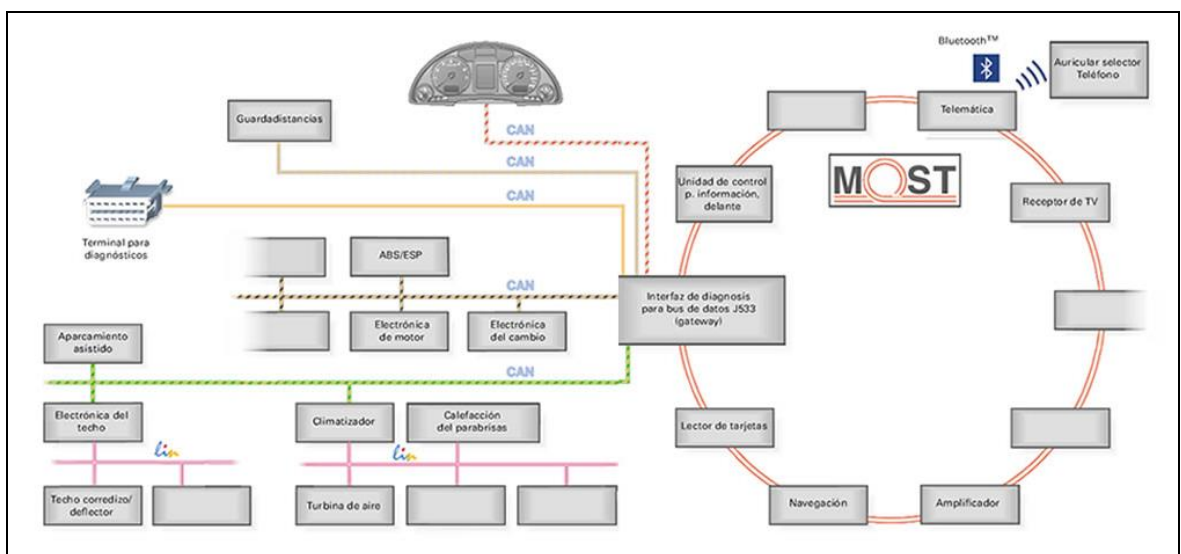 Bluetooth™
Auricular selector
Teléfono
Telemática
CAN
Guardadistancias
CAN
MOST
Unidad de control
p. información,
delante
Receptor de TV
CAN
Terminal para
diagnósticos
ABS/ESP
CAN
Interfaz de diagnosis
para bus de datos J533
(gateway)
Electrónica
de motor
Electrónica
del cambio
Aparcamiento
asistido
CAN
Electrónica del
techo
Climatizador
Calefacción
del parabrisas
Lector de tarjetas
lin
lin
Techo corredizo/
deflector
Turbina de aire
Navegación
Amplificador